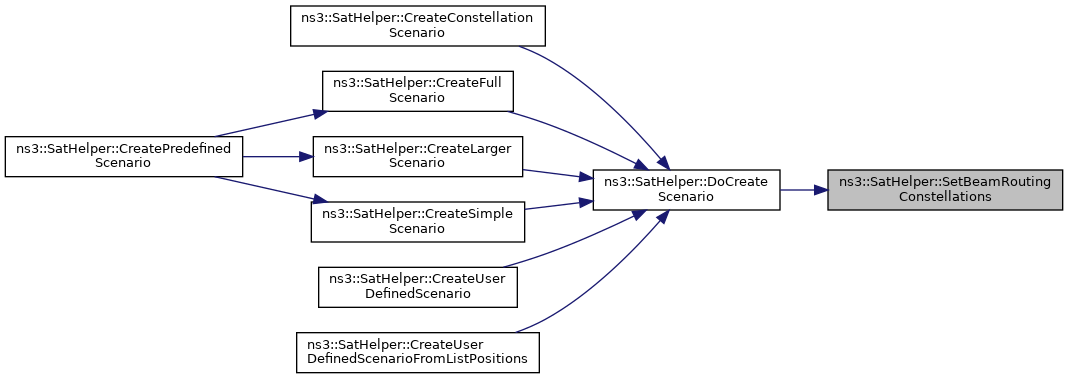 ns3::SatHelper::CreateConstellation
Scenario
ns3::SatHelper::CreateFull
Scenario
ns3::SatHelper::CreatePredefined
Scenario
ns3::SatHelper::CreateLarger
Scenario
ns3::SatHelper::DoCreate
Scenario
ns3::SatHelper::SetBeamRouting
Constellations
ns3::SatHelper::CreateSimple
Scenario
ns3::SatHelper::CreateUser
DefinedScenario
ns3::SatHelper::CreateUser
DefinedScenarioFromListPositions